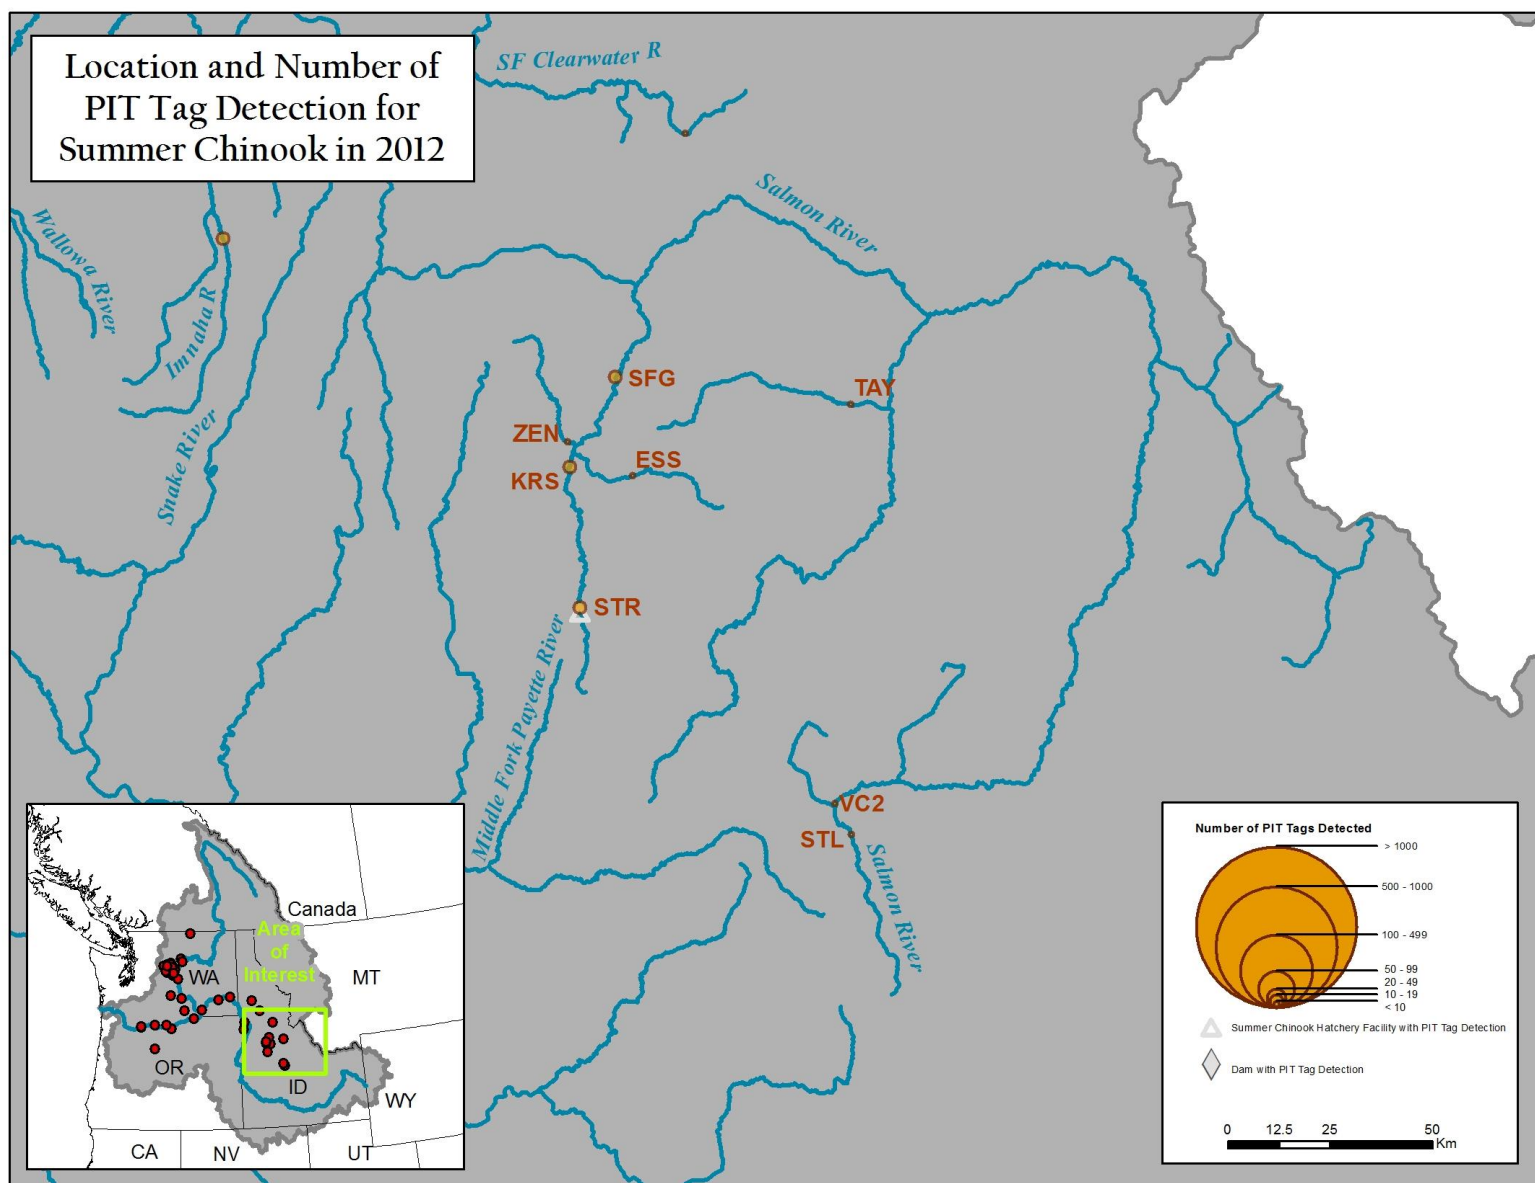 Location and Number of
PIT Tag Detection for
Summer Chinook in 2012
SF Clearwater R
Salmon River
Wallowa River
Imnaha R
Snake River
SFG
TAY
ZEN
ESS
KRS
STR
Middle Fork Payette River
VC2
STL
Salmon River
Canada
Area
of
Interest
WA
MT
OR
ID
WY
CA
NV
UT
Number of PIT Tags Detected
> 1000
500 - 1000
100 - 499
50 - 99
20 - 49
10 - 19
< 10
Summer Chinook Hatchery Facility with PIT Tag Detection
Dam with PIT Tag Detection
0 12.5 25 50
Km